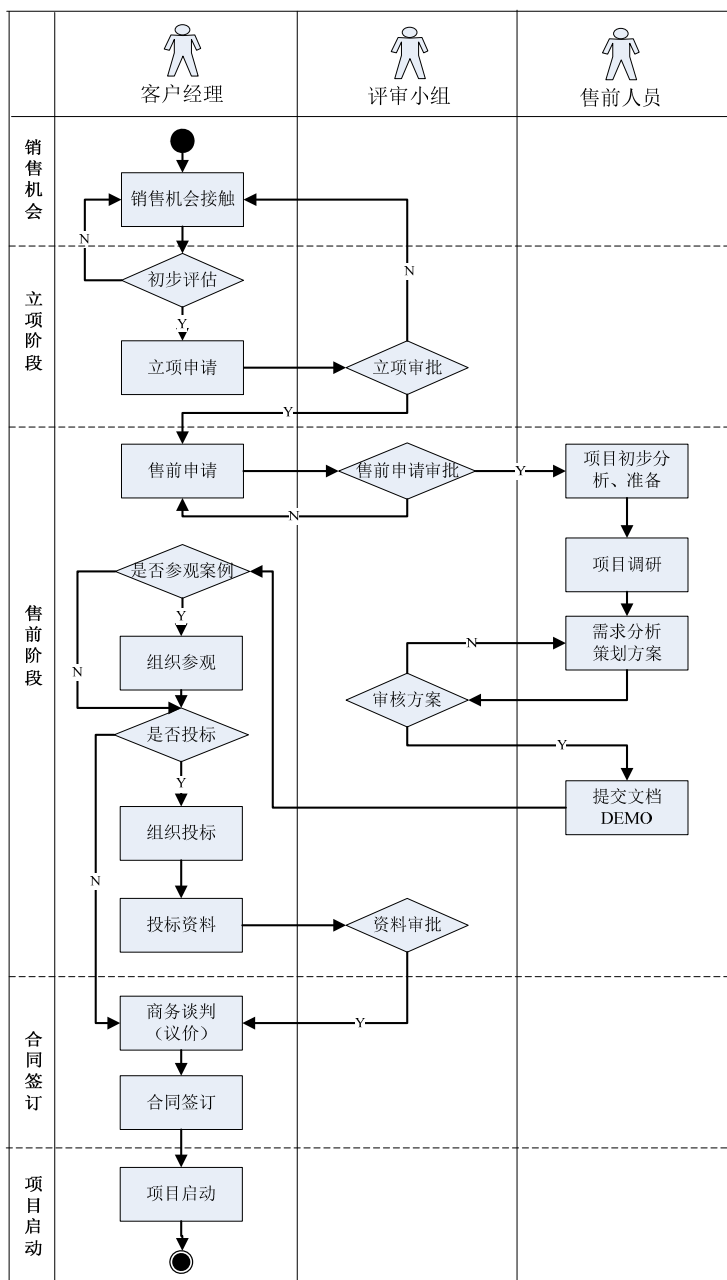 客户经理
评审小组
售前人员
销售机会
销售机会接触
N
N
初步评估
立项阶段
Y
立项申请
立项审批
Y
售前申请
售前申请审批
Y
项目初步分
析、准备
N
项目调研
是否参观案例
售前阶段
Y
需求分析
策划方案
N
组织参观
N
审核方案
是否投标
Y
Y
提交文档
DEMO
组织投标
N
投标资料
资料审批
商务谈判
（议价）
Y
合同签订
合同签订
项目启动
项目启动